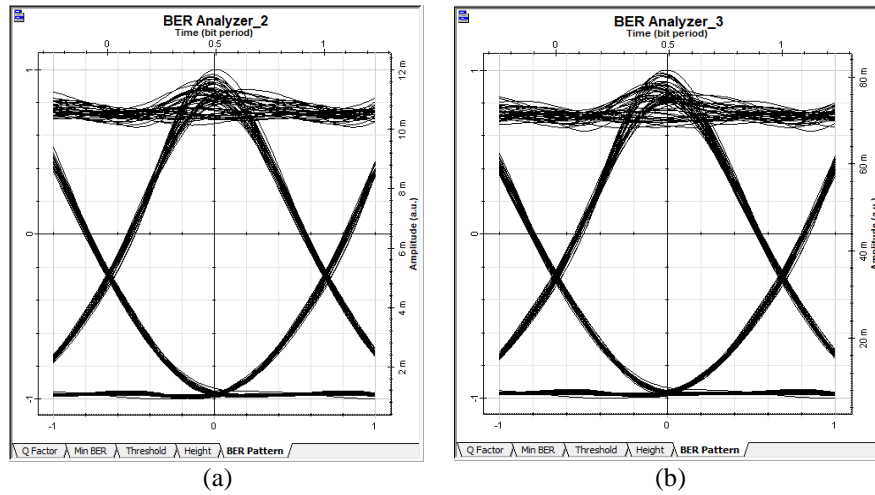 BER Analyzer_2
Time (bit period)
0 0.5 1
1
0
-1
12 m
10 m
8 m
6 m
4 m
2 m
Amplitude (a.u.)
-1 0 1
Q Factor Min BER Threshold Height BER Pattern
(a)
BER Analyzer_3
Time (bit period)
0 0.5 1
1
0
-1
80 m
60 m
40 m
20 m
Amplitude (a.u.)
-1 0 1
Q Factor Min BER Threshold Height BER Pattern
(b)